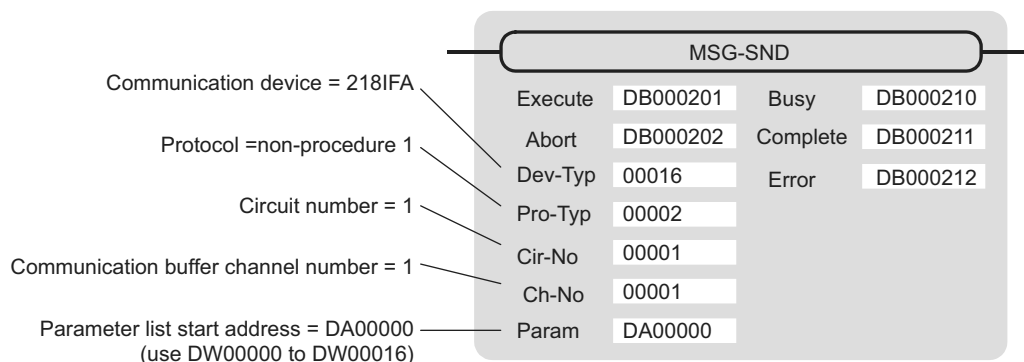 MSG-SND
Communication device = 218IFA
Execute DB000201 Busy DB000210
Protocol =non-procedure 1
Abort DB000202 Complete DB000211
Dev-Typ 00016 Error DB000212
Circuit number = 1
Pro-Typ 00002
Cir-No 00001
Communication buffer channel number = 1
Ch-No 00001
Parameter list start address = DA00000
(use DW00000 to DW00016)
Param DA00000